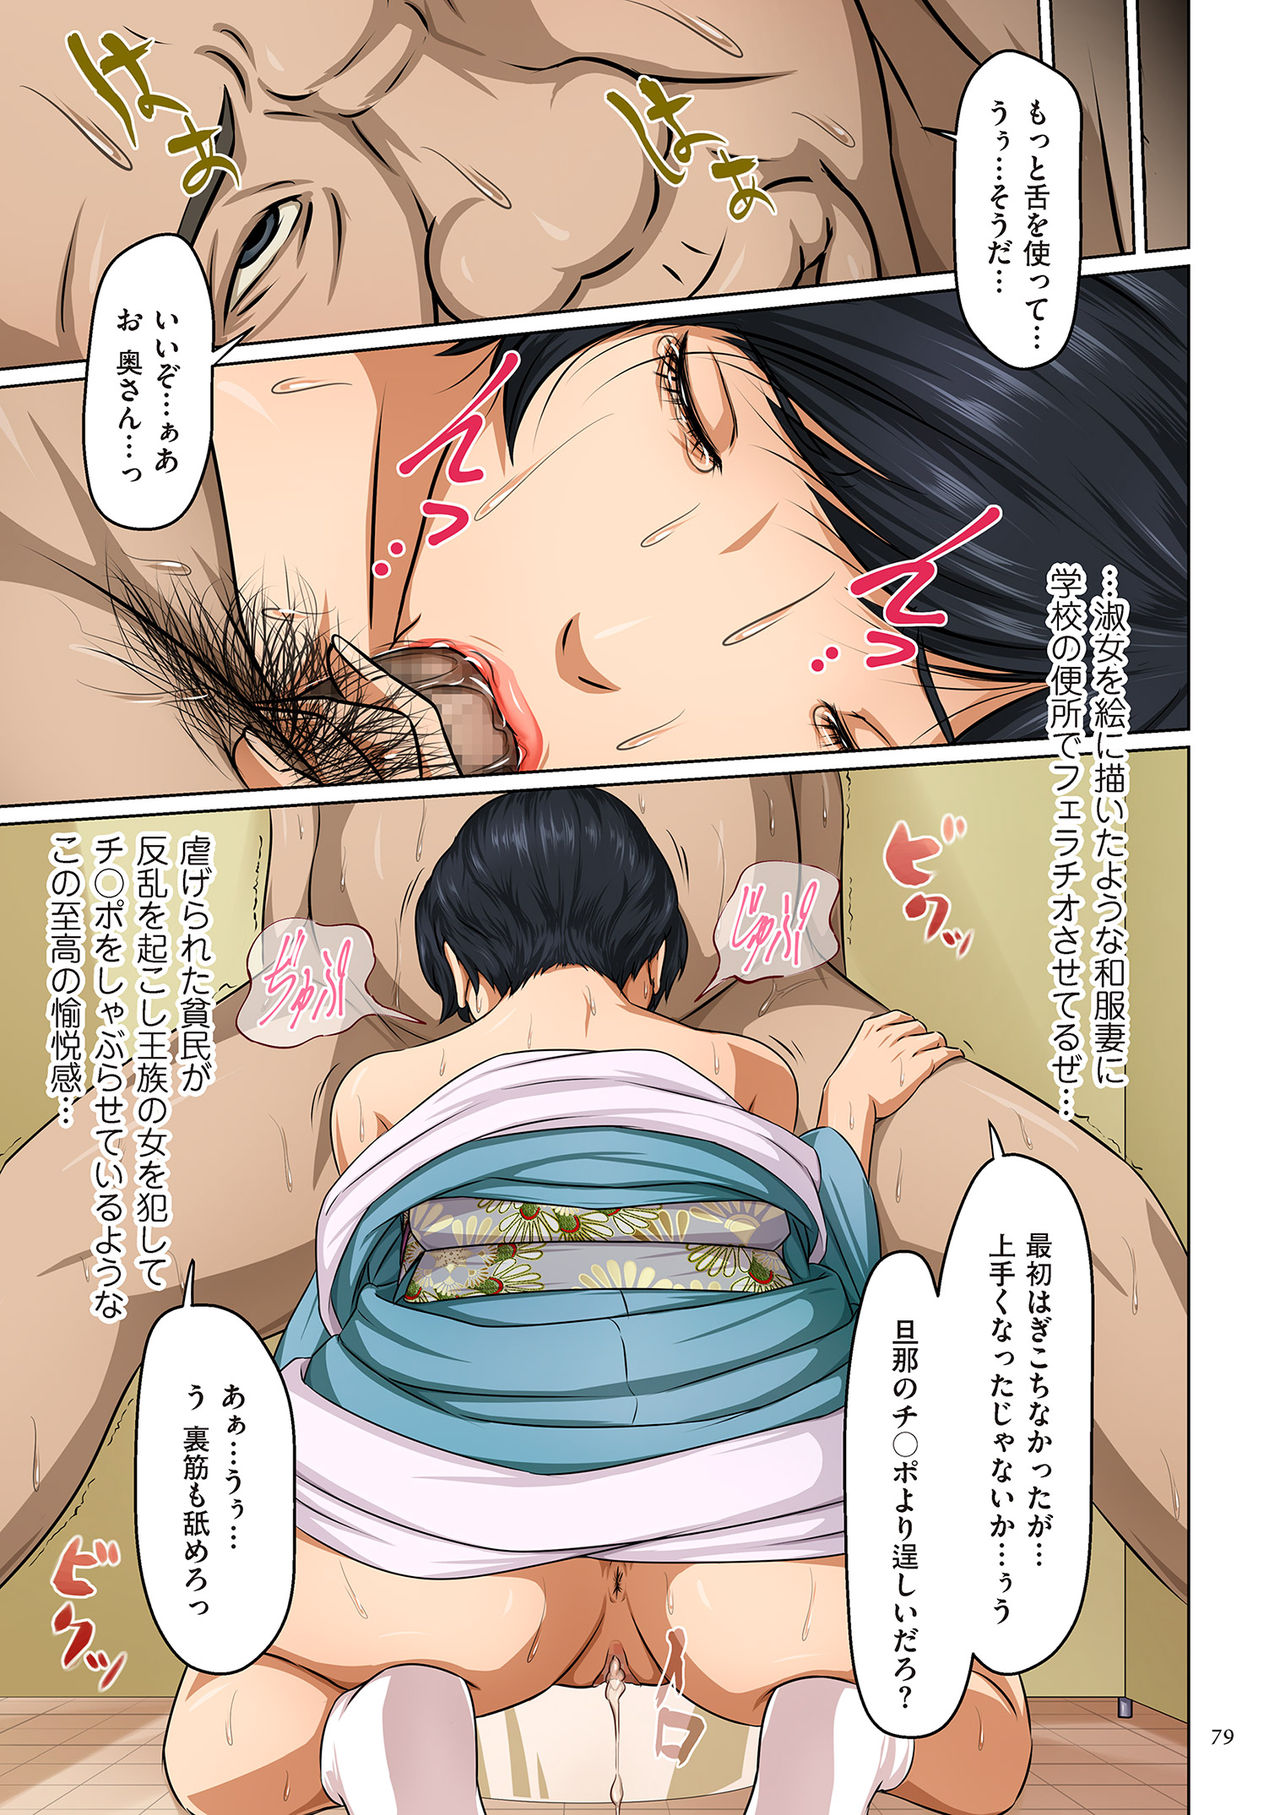 もっと舌を使って…
うぅ…そうだ…
はぁ
はぁ
いいぞ…ぁあ
お 奥さん…っ
んっ…
んっ…
…淑女を絵に描いたような和服妻に
学校の便所でフェラチオさせてるぜ…
ビクッ
じゅぷ!
ぢゅぷ!
虐げられた貧民が
反乱を起こし王族の女を犯して
チ〇ポをしゃぶらせているような
この至高の愉悦感…
最初はぎこちなかったが…
上手くなったじゃないか…ぅう
旦那のチ〇ポより逞しいだろ?
あぁ…うぅ…
う 裏筋も舐めろっ
ビクッ
79